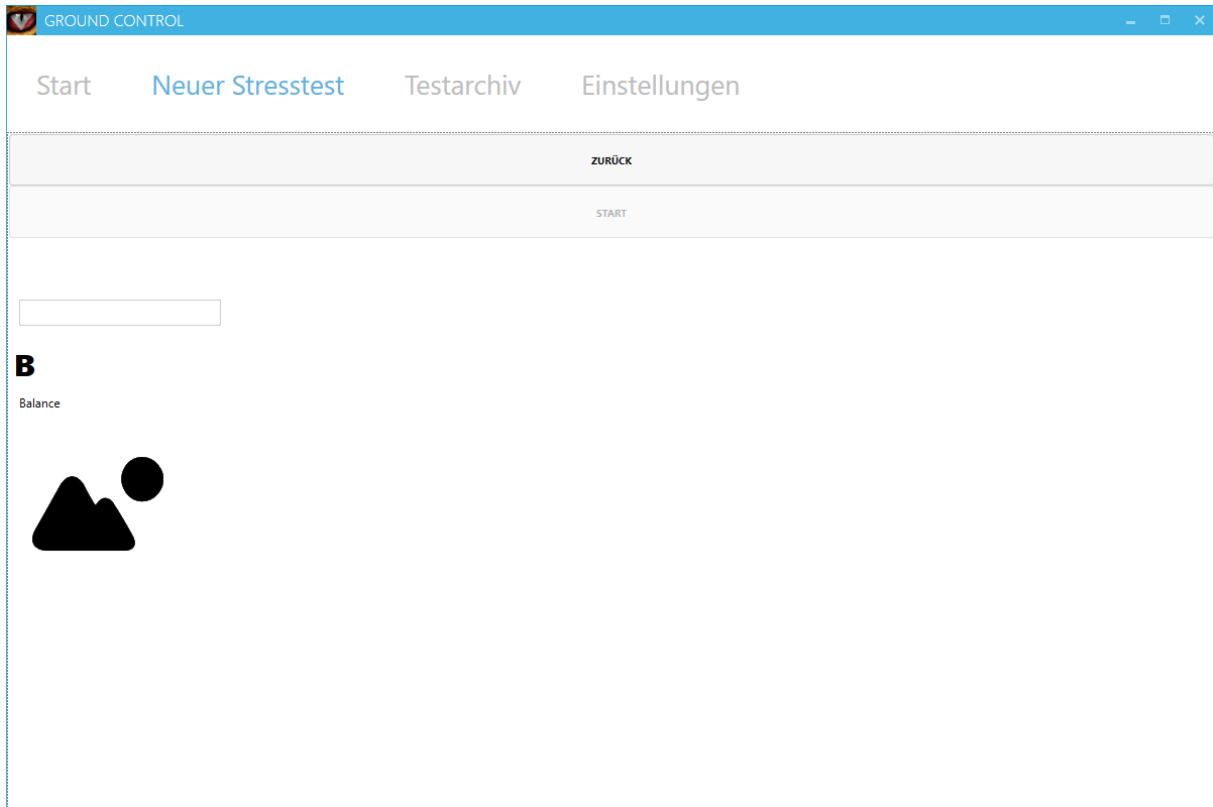 GROUND CONTROL
Start Neuer Stresstest Testarchiv Einstellungen
ZURÜCK
START
B
Balance